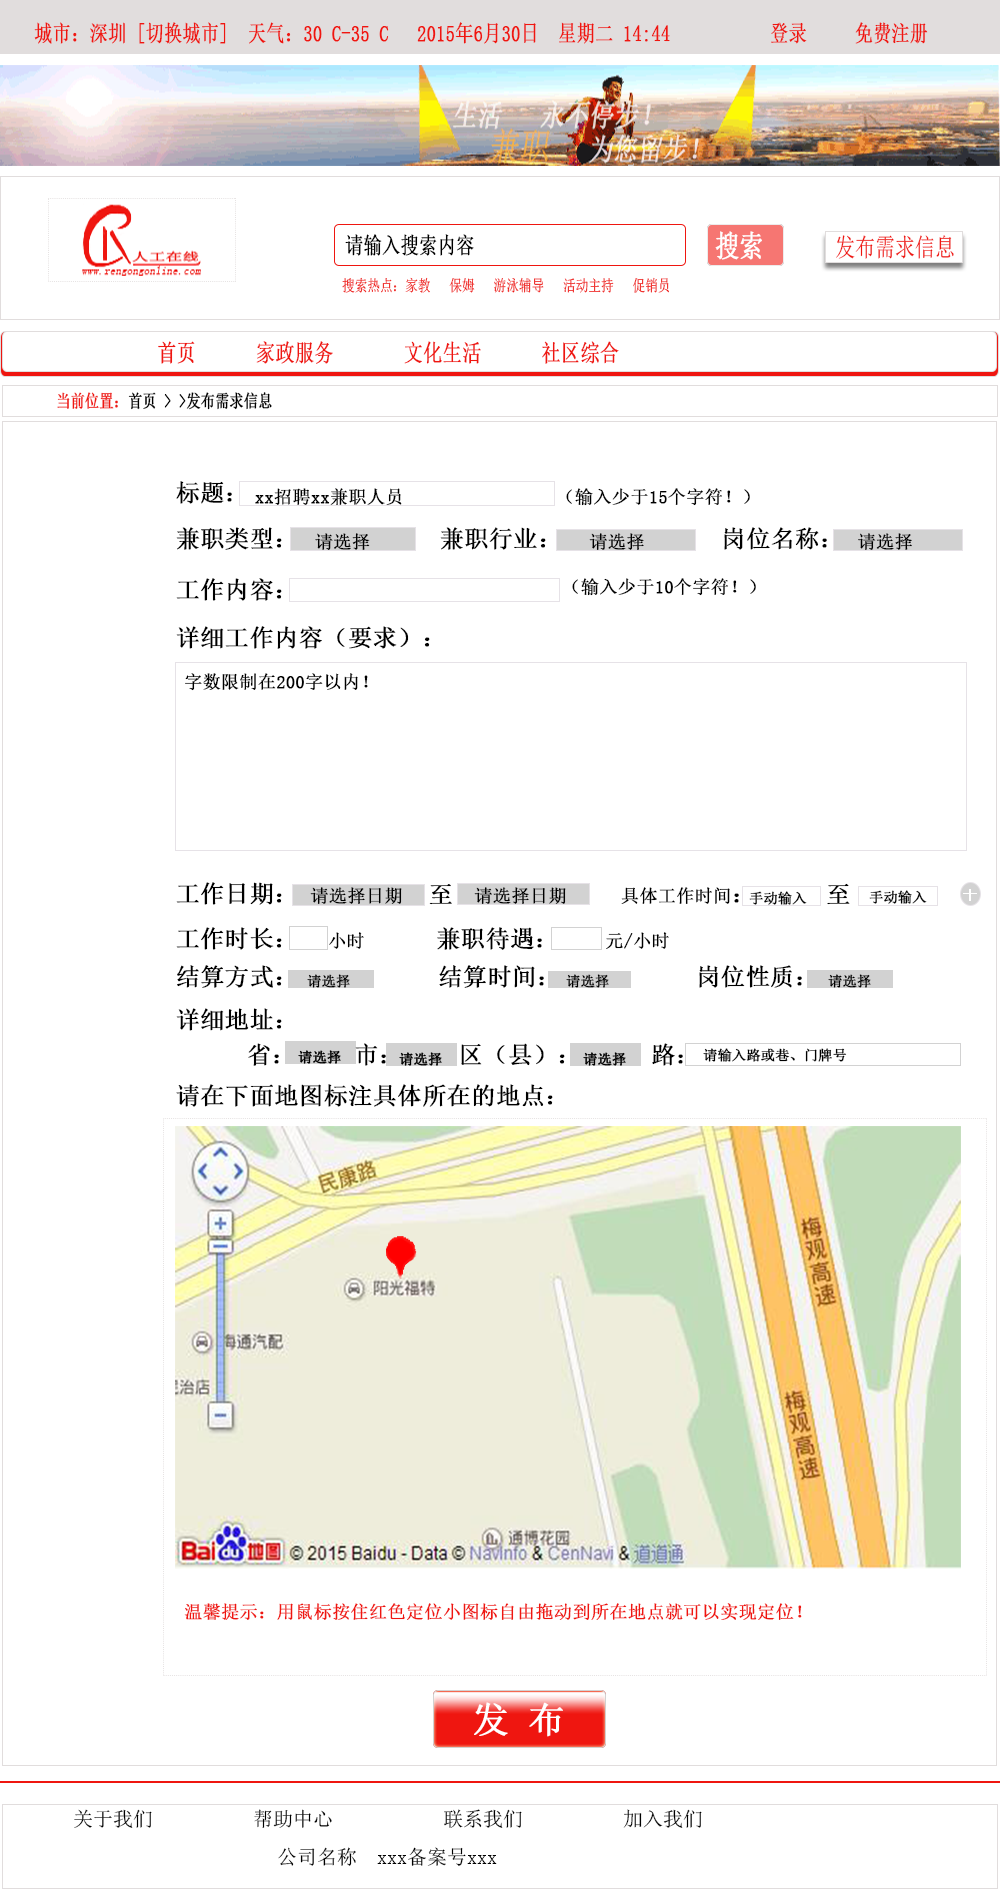 城市：深圳 [切换城市] 天气：30 C-35 C 2015年6月30日 星期二 14:44 登录 免费注册
生活 永不停步！
兼职 为您留步！
人工在线
www.rengongonline.com
请输入搜索内容 搜索 发布需求信息
搜索热点：家教 保姆 游泳辅导 活动主持 促销员
首页 家政服务 文化生活 社区综合
当前位置：首页 > >发布需求信息
标题：xx招聘xx兼职人员（输入少于15个字符！）
兼职类型：请选择 兼职行业：请选择 岗位名称：请选择
工作内容：（输入少于10个字符！）
详细工作内容（要求）：
字数限制在200字以内！
工作日期：请选择日期 至 请选择日期 具体工作时间：手动输入 至 手动输入 +
工作时长：小时 兼职待遇：元/小时
结算方式：请选择 结算时间：请选择 岗位性质：请选择
详细地址：
省：请选择 市：请选择 区（县）：请选择 路：请输入路或巷、门牌号
请在下面地图标注具体所在的地点：
民康路
梅观高速
阳光福特
海通汽配
治店
梅观高速
通博花园
Bai du 地图 © 2015 Baidu - Data © NavInfo & CenNavi & 道道通
温馨提示：用鼠标按住红色定位小图标自由拖动到所在地点就可以实现定位！
发 布
关于我们 帮助中心 联系我们 加入我们
公司名称 xxx备案号xxx